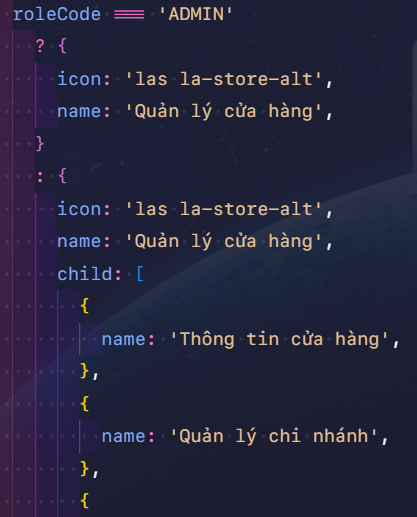 roleCode === 'ADMIN'
? {
icon: 'las la-store-alt',
name: 'Quản lý cửa hàng',
}
: {
icon: 'las la-store-alt',
name: 'Quản lý cửa hàng',
child: [
{
name: 'Thông tin cửa hàng',
},
{
name: 'Quản lý chi nhánh',
},
{